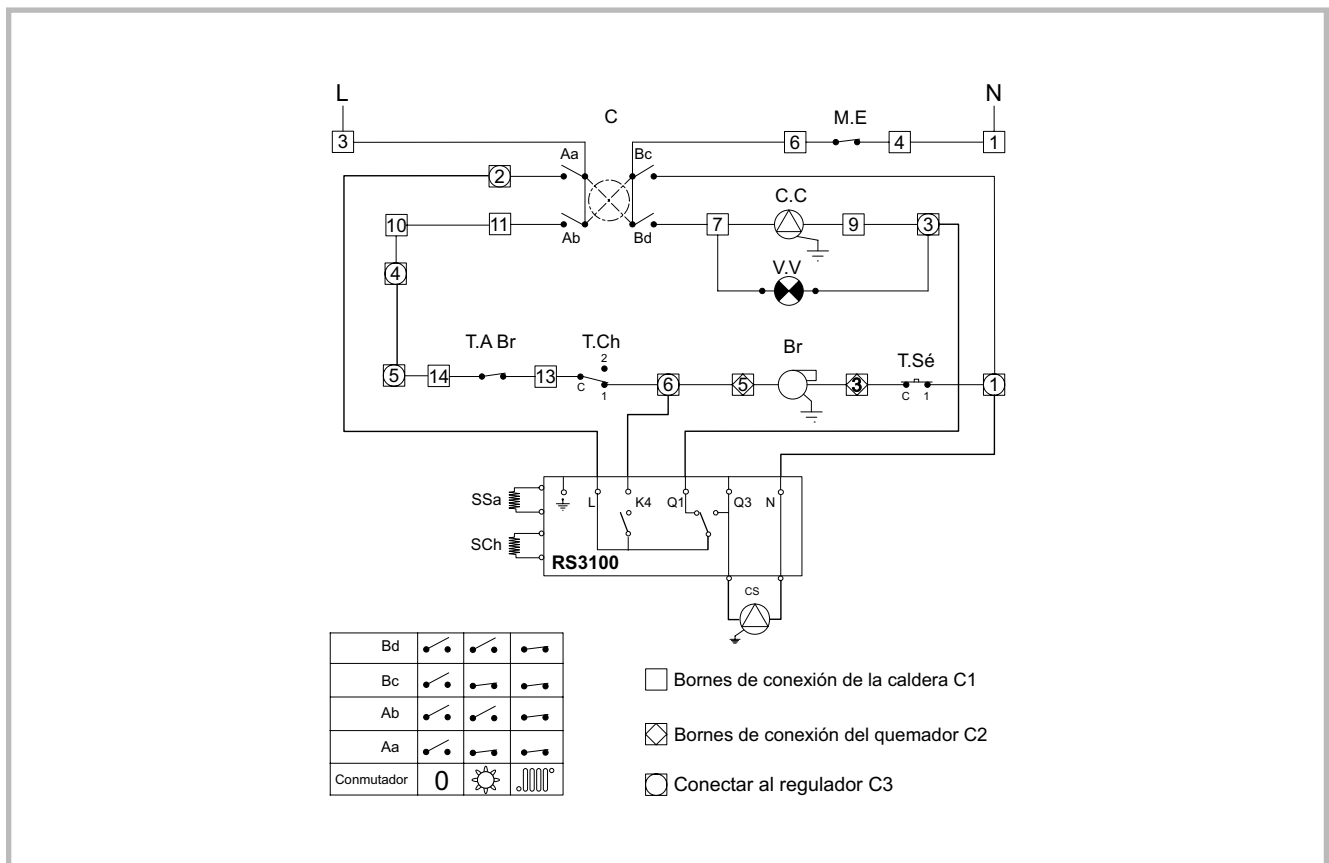 L
N
C
M.E
3
6
4
1
Aa
Bc
2
C.C
10
11
7
9
3
Ab
Bd
4
V.V
T.A Br
T.Ch
Br
T.Sé
2
5
14
13
6
5
3
1
C
1
C 1
SSa
L
K4
Q1
Q3
N
SCh
RS3100
CS
Bd
Bc
Ab
Aa
Conmutador 0
Bornes de conexión de la caldera C1
Bornes de conexión del quemador C2
Conectar al regulador C3